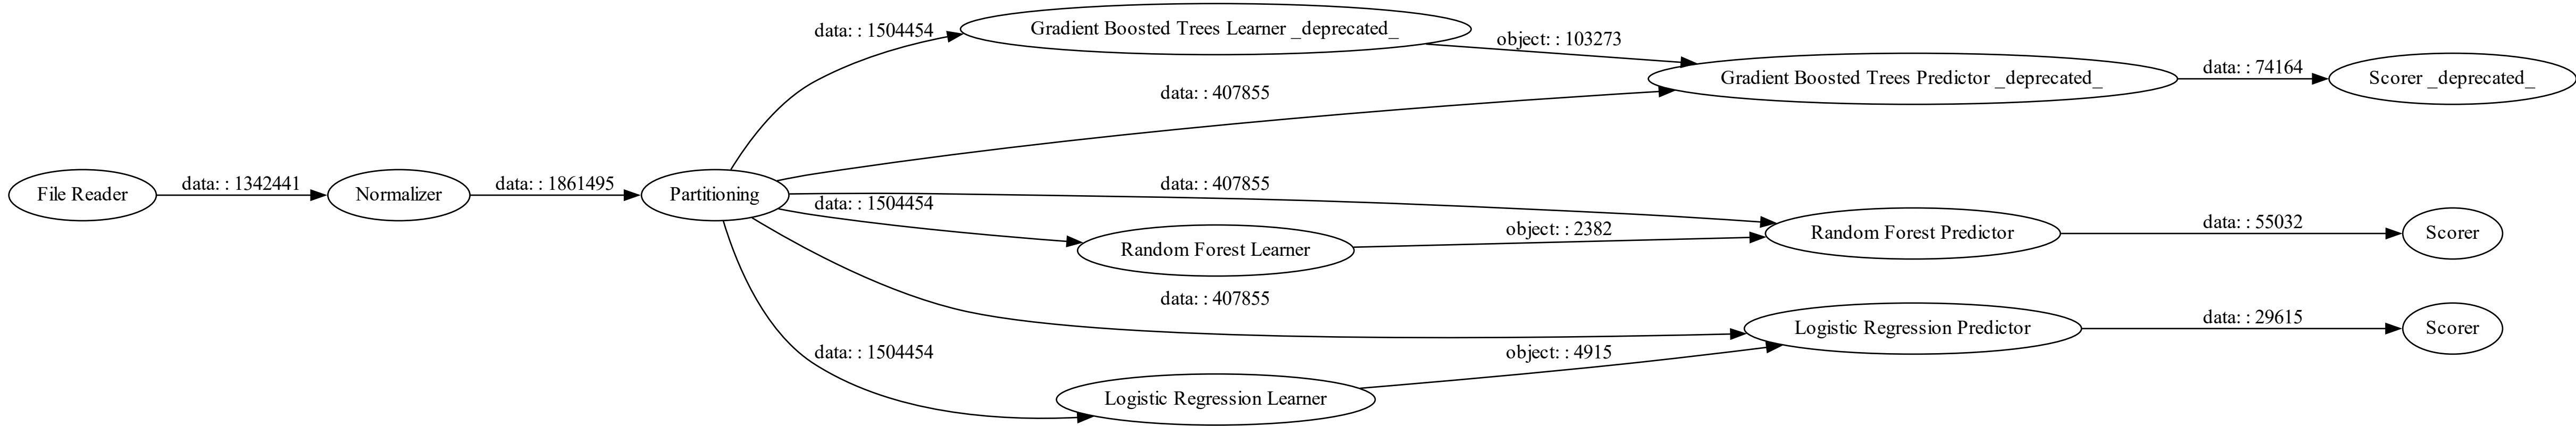 data: : 1504454
Gradient Boosted Trees Learner _deprecated_
object: : 103273
data: : 407855
Gradient Boosted Trees Predictor _deprecated_
data: : 74164
Scorer _deprecated_
File Reader
data: : 1342441
Normalizer
data: : 1861495
Partitioning
data: : 407855
data: : 1504454
Random Forest Learner
object: : 2382
Random Forest Predictor
data: : 55032
Scorer
data: : 407855
data: : 1504454
Logistic Regression Learner
object: : 4915
Logistic Regression Predictor
data: : 29615
Scorer